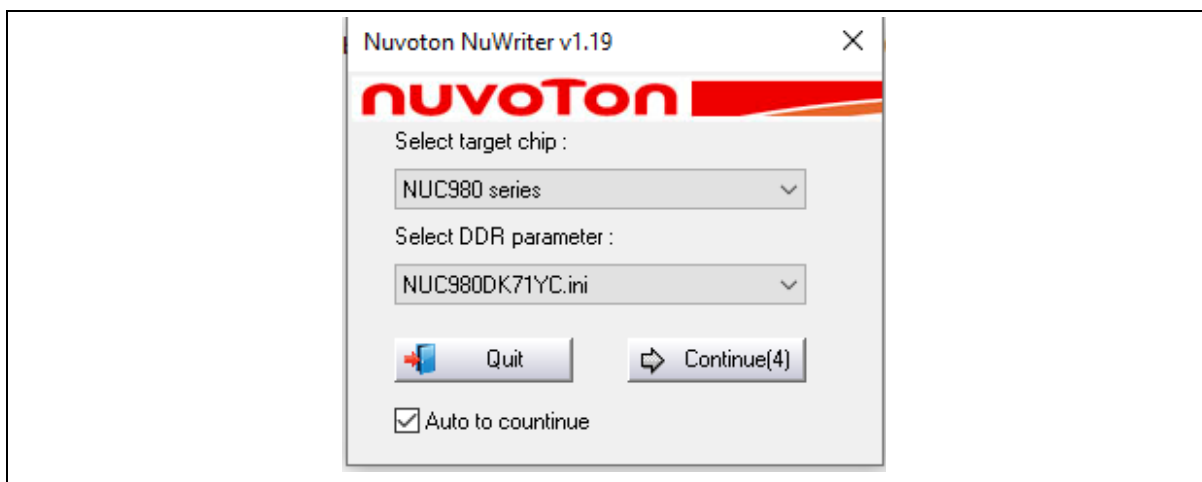 Nuvoton NuWriter v1.19
nuvoTon
Select target chip :
NUC980 series
Select DDR parameter :
NUC980DK71YC.ini
Quit
Continue(4)
Auto to countinue